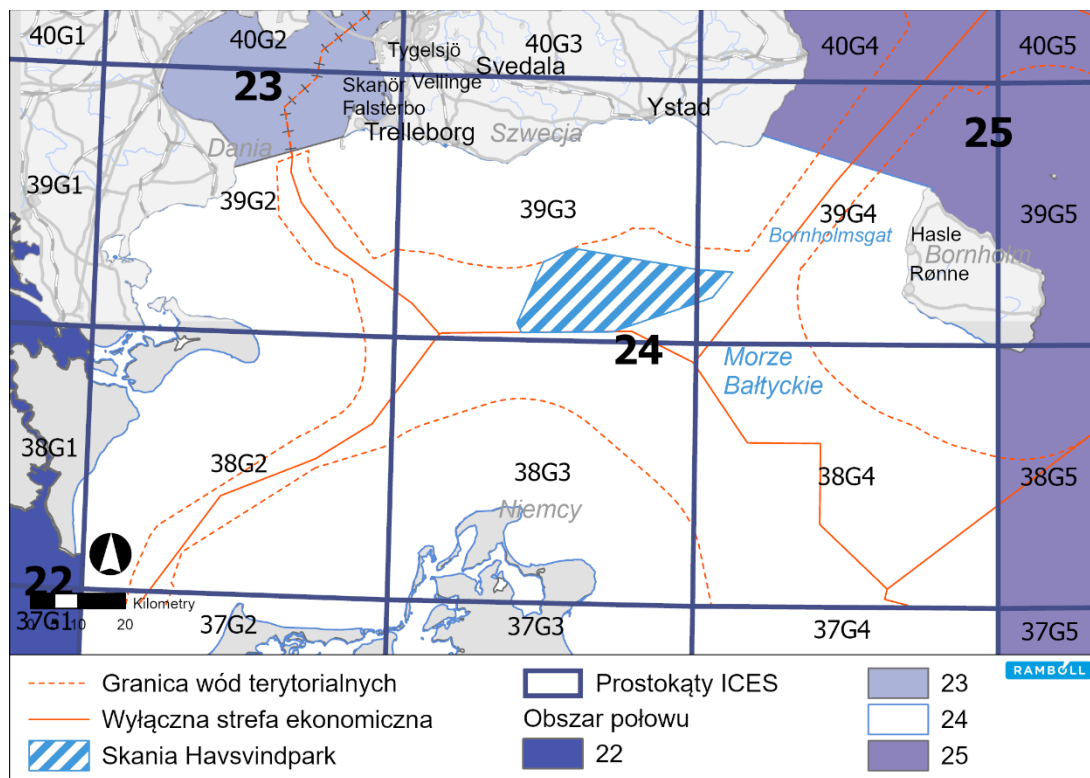 40G1
40G2
40G3
40G4
40G5
Tygelsjö
Svedala
23
Skanör
Vellinge
Falsterbo
Ystad
Trelleborg
Szwecja
25
Dania
39G1
39G2
39G3
39G4
39G5
Bornholmsgat
Hasle
Bornholm
Rønne
24
Morze
Bałtyckie
38G1
38G2
38G3
38G4
38G5
Niemcy
22
Kilometry
0 10 20
37G1
37G2
37G3
37G4
37G5
RAMBOLL
Granica wód terytorialnych
Wyłączna strefa ekonomiczna
Skania Havsvindpark
Prostokąty ICES
Obszar połowu
22
23
24
25